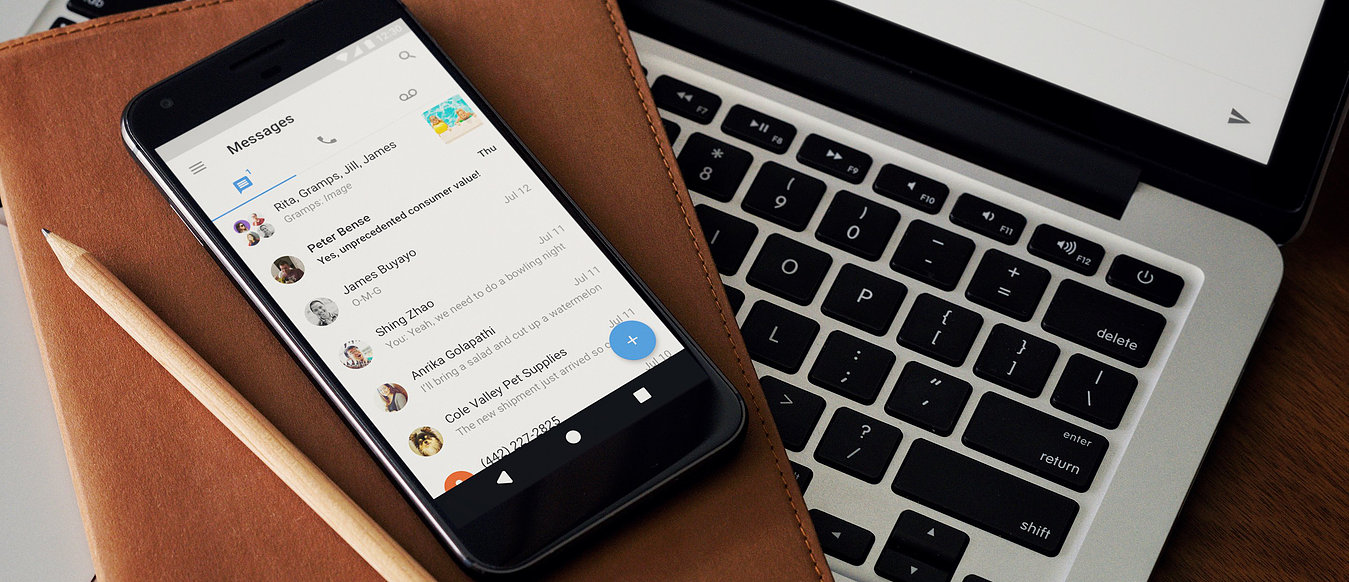 12:30
Messages
1
Rita, Gramps, Jill, James
Gramps: Image
Thu
Peter Bense
Yes, unprecedented consumer value!
Jul 12
James Buyayo
O-M-G
Jul 11
Shing Zhao
You: Yeah, we need to do a bowling night
Jul 11
Anrika Golapathi
I'll bring a salad and cut up a watermelon
Jul 11
Cole Valley Pet Supplies
The new shipment just arrived so
Jul 10
(442) 227-2825
+
F7
F8
F9
F10
F11
F12
* 8
( 9
) 0
_ -
+ =
delete
I
O
P
{ [
} ]
| \
L
: ;
" '
enter
return
>
? /
shift